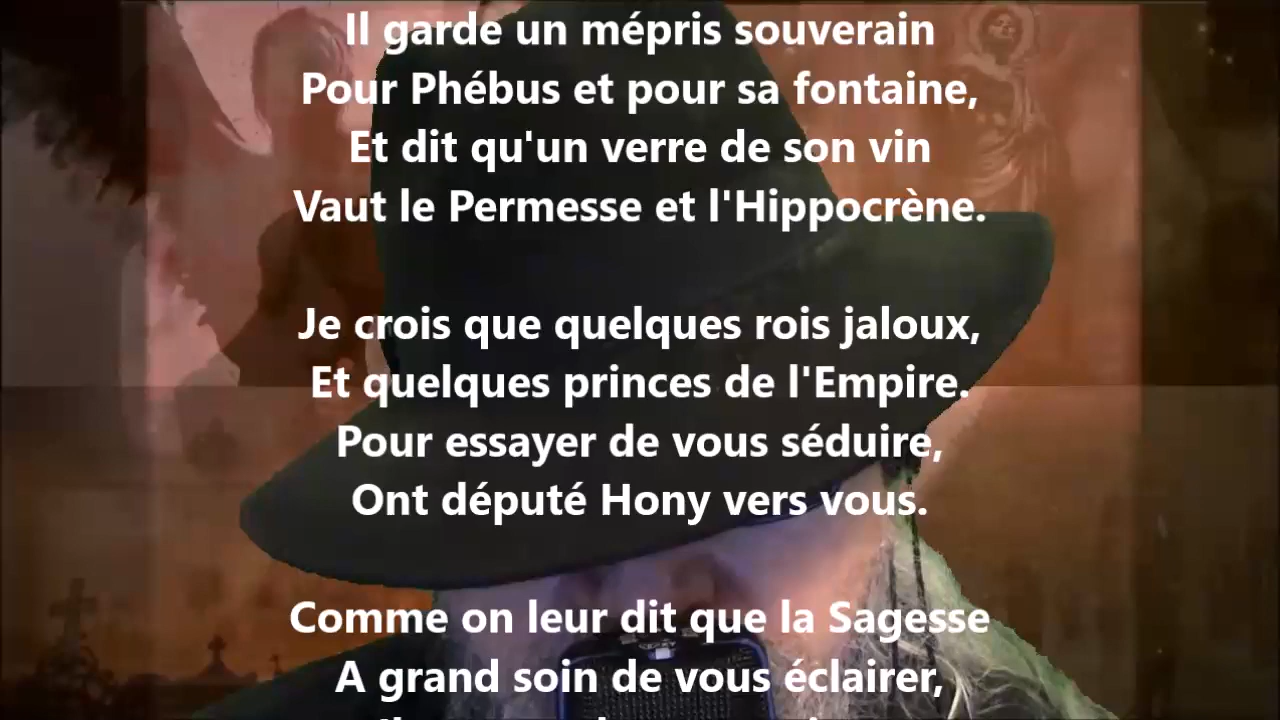 Il garde un mépris souverain
Pour Phébus et pour sa fontaine,
Et dit qu'un verre de son vin
Vaut le Permesse et l'Hippocrène.
Je crois que quelques rois jaloux,
Et quelques princes de l'Empire.
Pour essayer de vous séduire,
Ont député Hony vers vous.
Comme on leur dit que la Sagesse
A grand soin de vous éclairer,